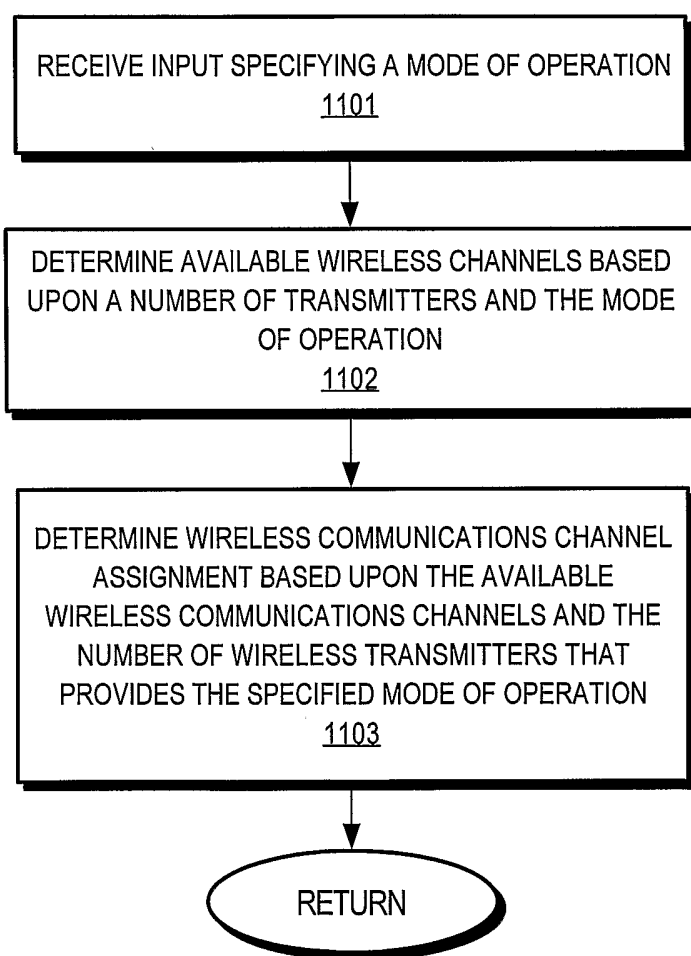 RECEIVE INPUT SPECIFYING A MODE OF OPERATION
1101
DETERMINE AVAILABLE WIRELESS CHANNELS BASED
UPON A NUMBER OF TRANSMITTERS AND THE MODE
OF OPERATION
1102
DETERMINE WIRELESS COMMUNICATIONS CHANNEL
ASSIGNMENT BASED UPON THE AVAILABLE
WIRELESS COMMUNICATIONS CHANNELS AND THE
NUMBER OF WIRELESS TRANSMITTERS THAT
PROVIDES THE SPECIFIED MODE OF OPERATION
1103
RETURN